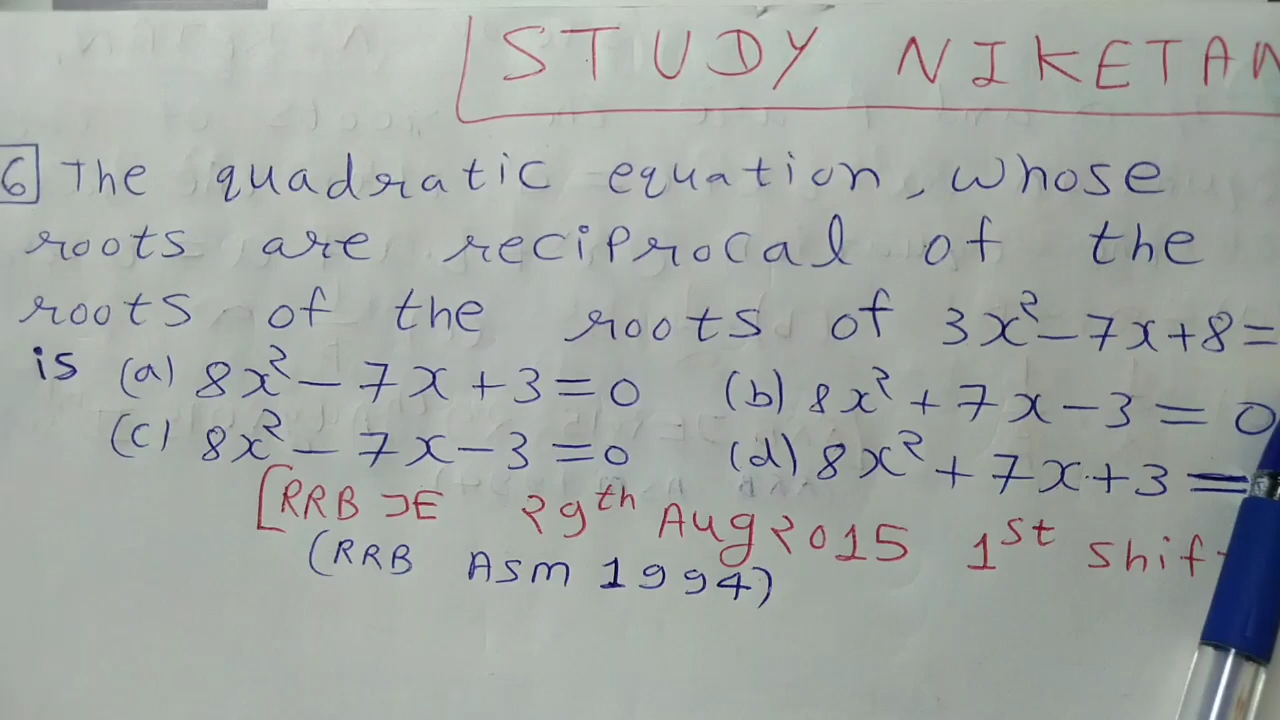 STUDY NIKETAN
6 The quadratic equation, whose
roots are reciprocal of the
roots of the roots of 3x²-7x+8=
is (a) 8x²-7x+3=0 (b) 8x²+7x-3=0
(c) 8x²-7x-3=0 (d) 8x²+7x+3=
[RRB JE 29th Aug 2015 1st Shift
(RRB ASM 1994)